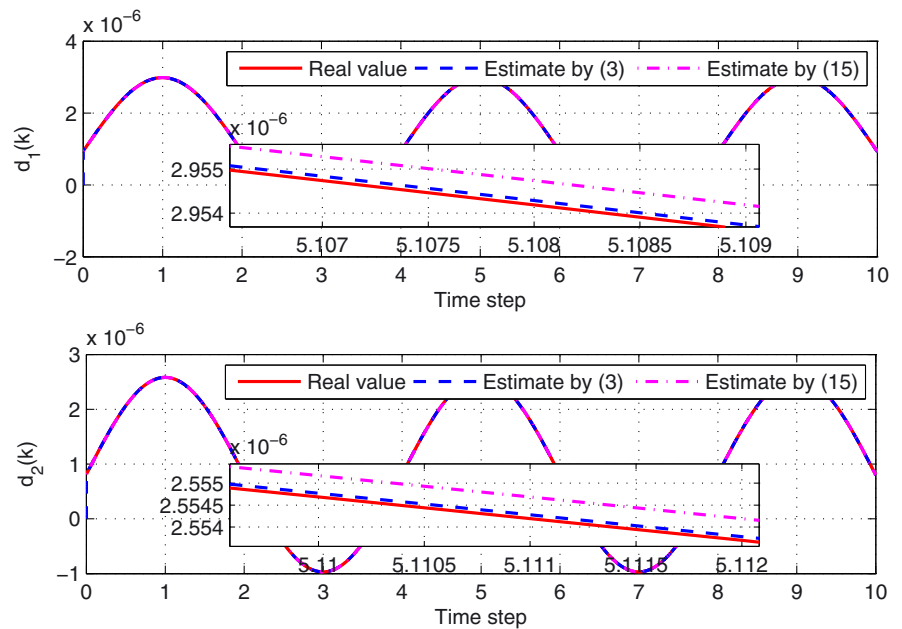 x 10⁻⁶
4
2
0
−2
d₁(k)
Real value Estimate by (3) Estimate by (15)
x 10⁻⁶
2.955
2.954
5.107 5.1075 5.108 5.1085 5.109
0 1 2 3 4 5 6 7 8 9 10
Time step
x 10⁻⁶
3
2
1
0
−1
d₂(k)
Real value Estimate by (3) Estimate by (15)
x 10⁻⁶
2.555
2.5545
2.554
5.11 5.1105 5.111 5.1115 5.112
0 1 2 3 4 5 6 7 8 9 10
Time step